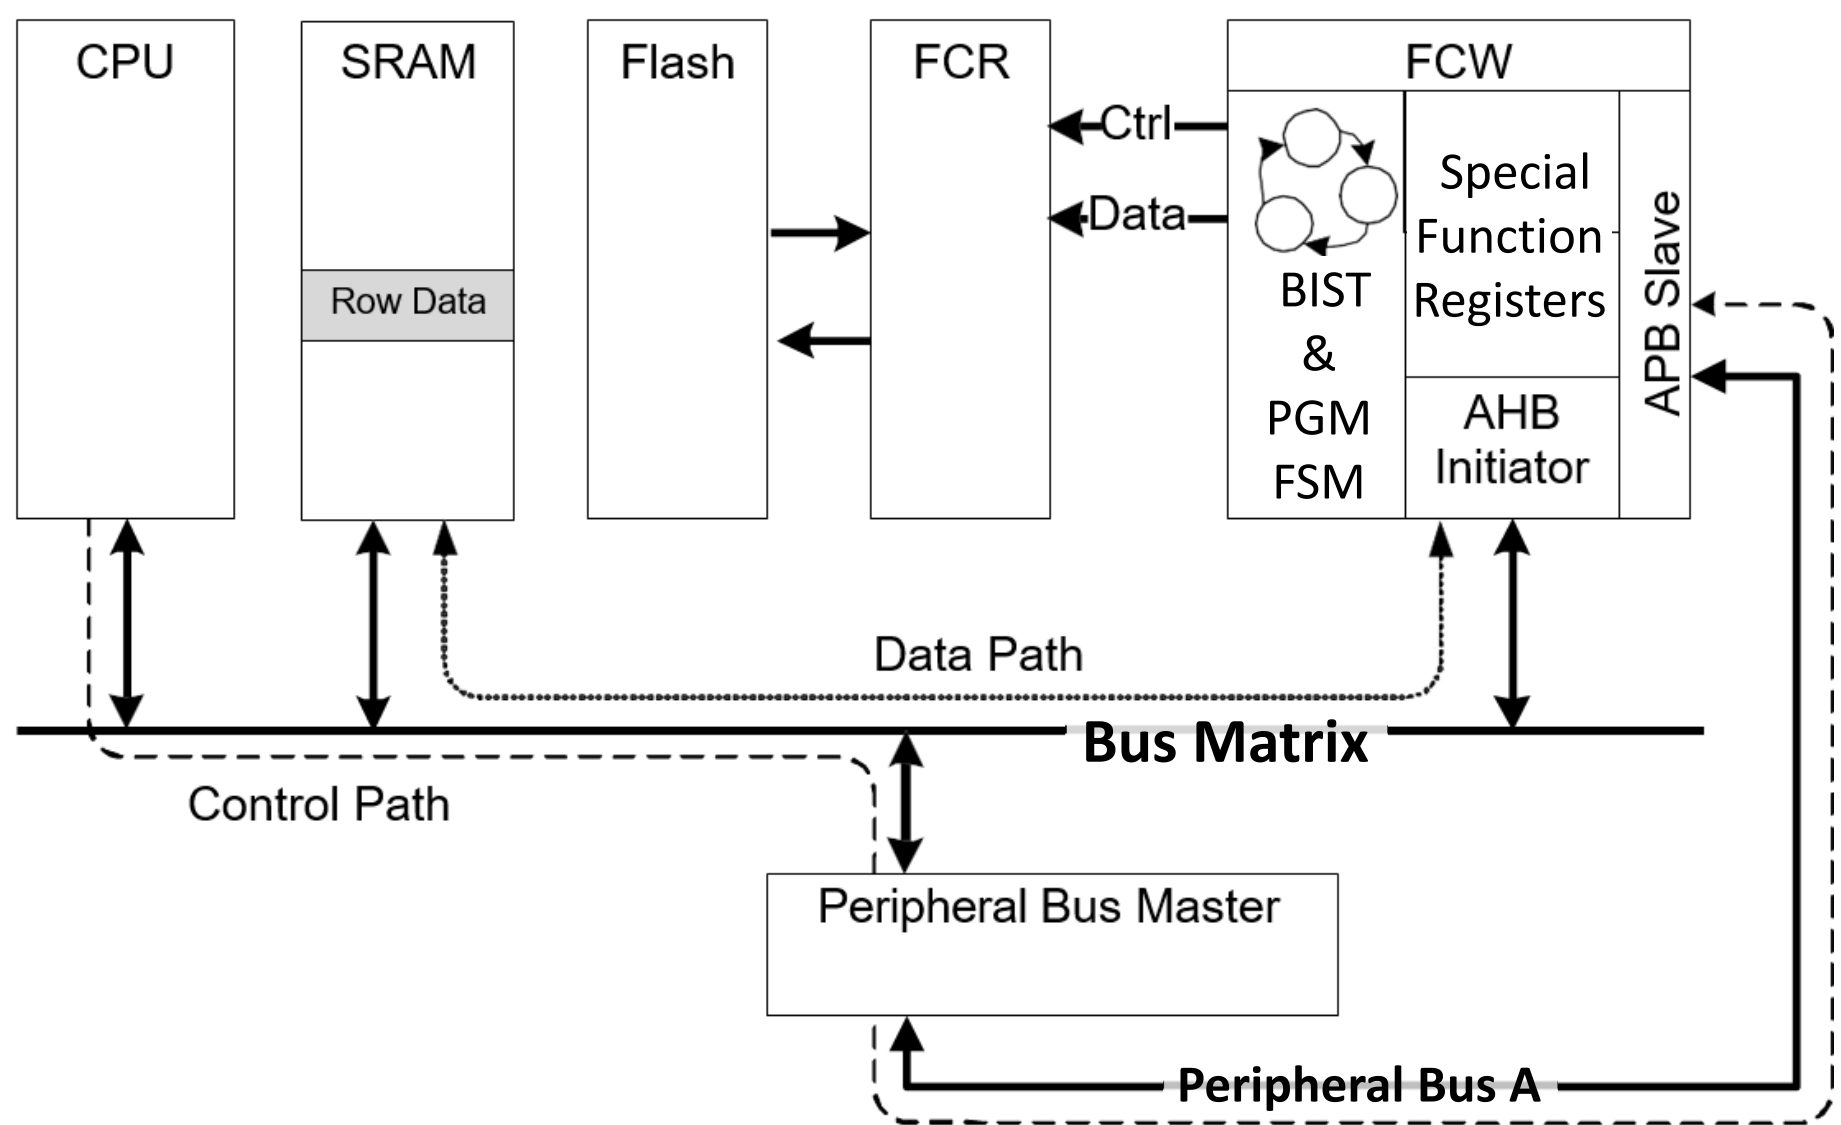 CPU
SRAM
Flash
FCR
FCW
Ctrl
Data
Row Data
BIST
&
PGM
FSM
Special
Function
Registers
AHB
Initiator
APB Slave
Data Path
Bus Matrix
Control Path
Peripheral Bus Master
Peripheral Bus A